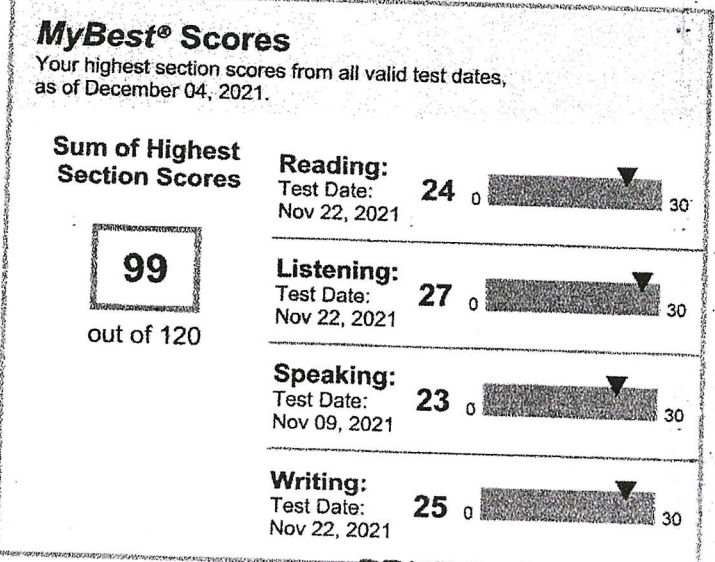 MyBest® Scores
Your highest section scores from all valid test dates,
as of December 04, 2021.
Sum of Highest
Section Scores
99
out of 120
Reading:
Test Date:
Nov 22, 2021
24
0
30
Listening:
Test Date:
Nov 22, 2021
27
0
30
Speaking:
Test Date:
Nov 09, 2021
23
0
30
Writing:
Test Date:
Nov 22, 2021
25
0
30